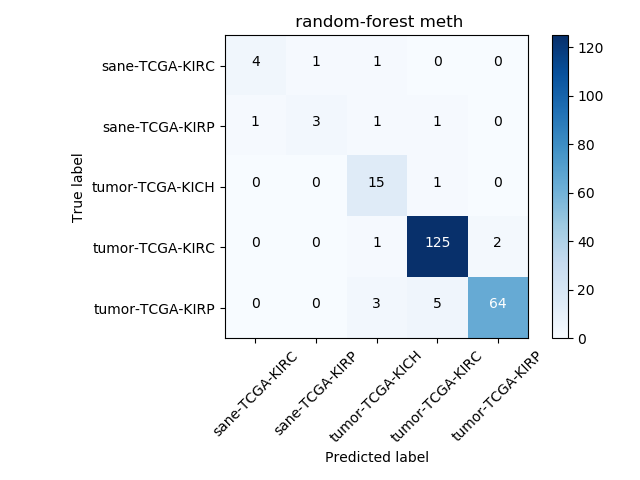 random-forest meth
sane-TCGA-KIRC 4 1 1 0 0 120
sane-TCGA-KIRP 1 3 1 1 0 100
80
tumor-TCGA-KICH 0 0 15 1 0
60
tumor-TCGA-KIRC 0 0 1 125 2 40
tumor-TCGA-KIRP 0 0 3 5 64 20
0
True label
sane-TCGA-KIRC
sane-TCGA-KIRP
tumor-TCGA-KICH
tumor-TCGA-KIRC
tumor-TCGA-KIRP
Predicted label